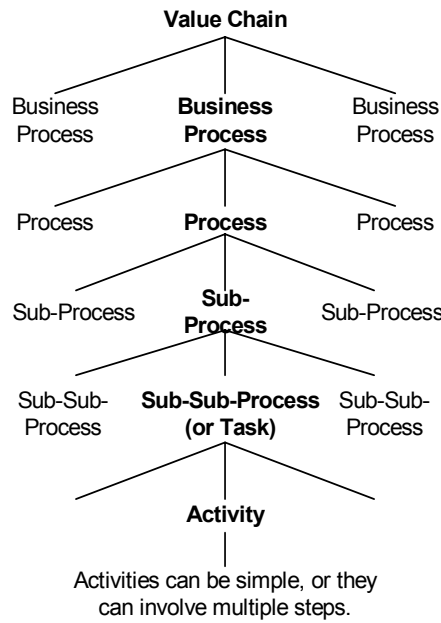 Value Chain
Business Process
Business Process
Business Process
Process
Process
Process
Sub-Process
Sub-Process
Sub-Process
Sub-Sub-Process
Sub-Sub-Process (or Task)
Sub-Sub-Process
Activity
Activities can be simple, or they
can involve multiple steps.